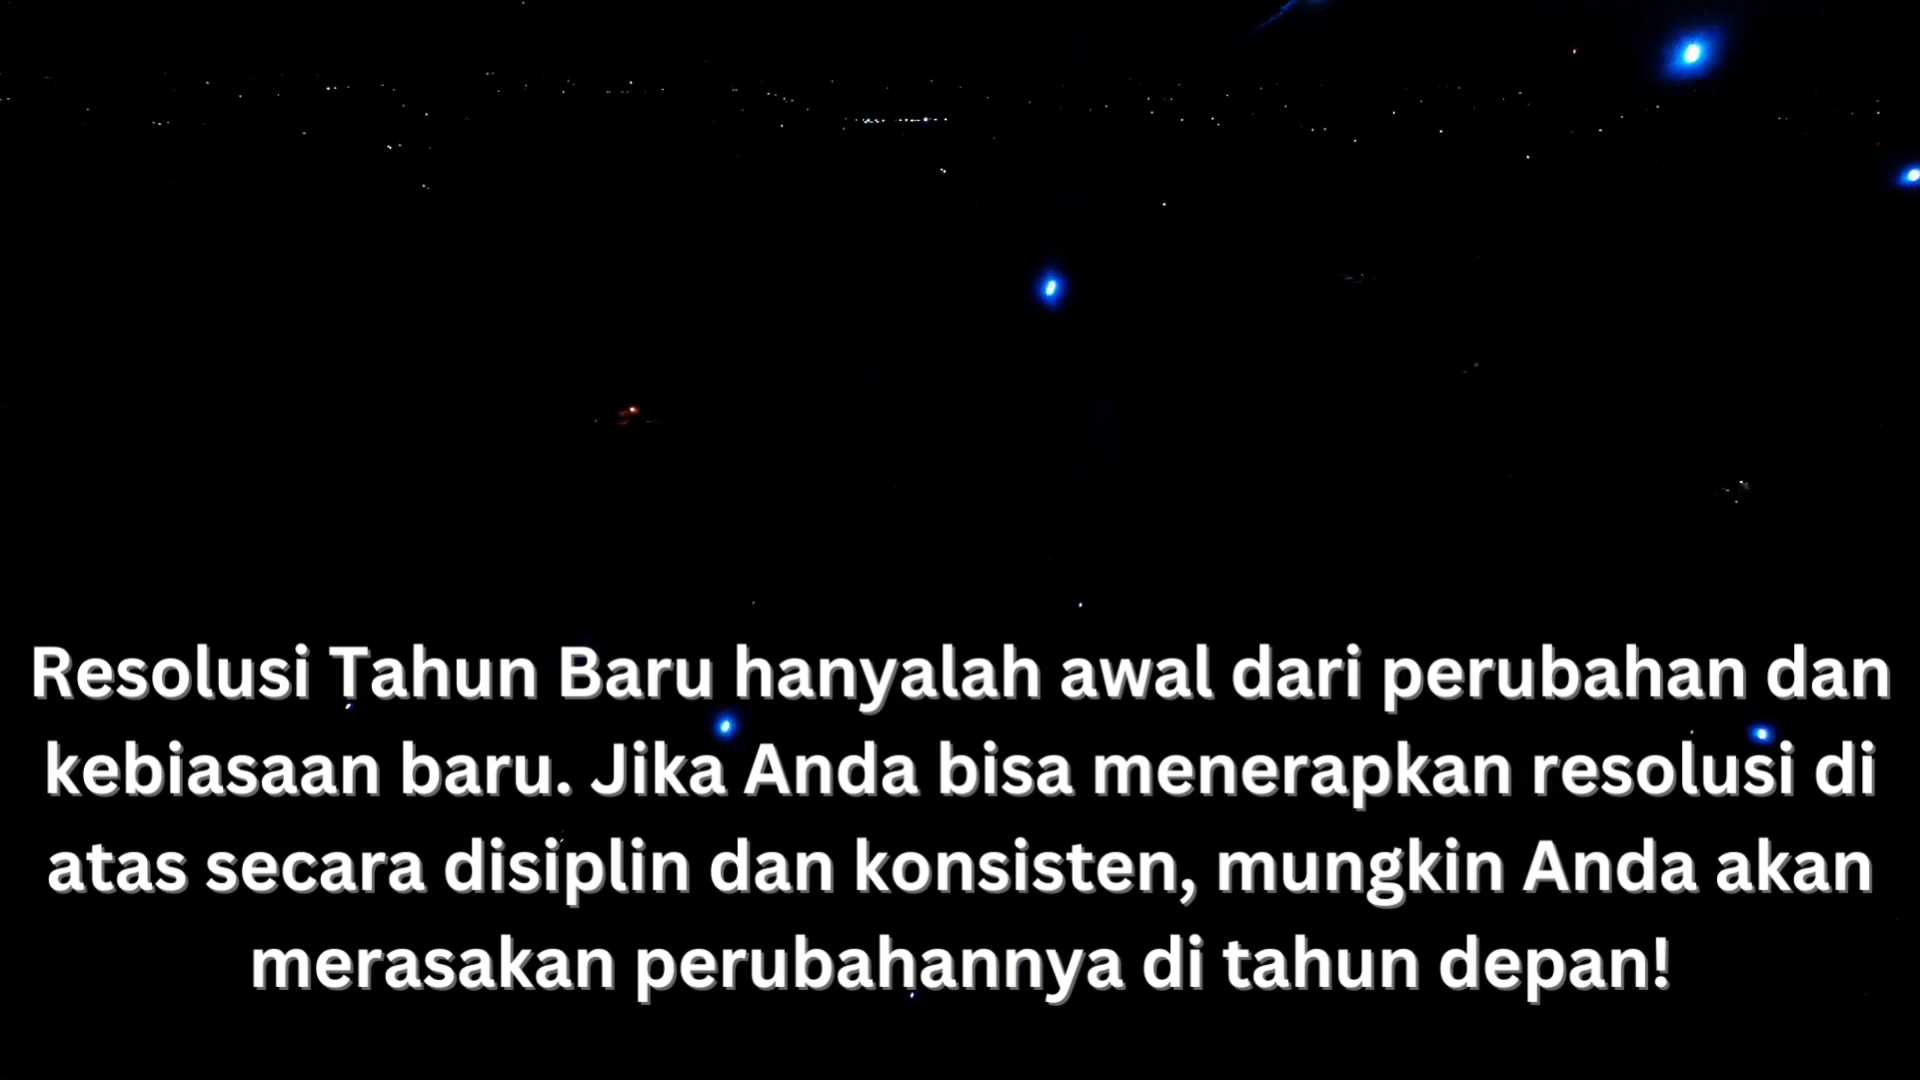 Resolusi Tahun Baru hanyalah awal dari perubahan dan
kebiasaan baru. Jika Anda bisa menerapkan resolusi di
atas secara disiplin dan konsisten, mungkin Anda akan
merasakan perubahannya di tahun depan!